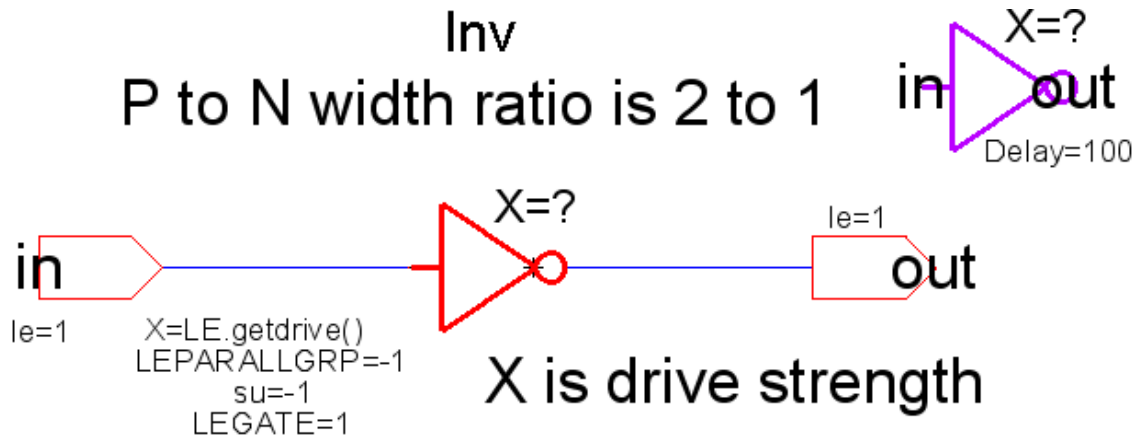 Inv
P to N width ratio is 2 to 1
X=?
in
out
Delay=100
X=?
le=1
in
out
le=1
X=LE.getdrive()
LEPARALLGRP=-1
su=-1
LEGATE=1
X is drive strength